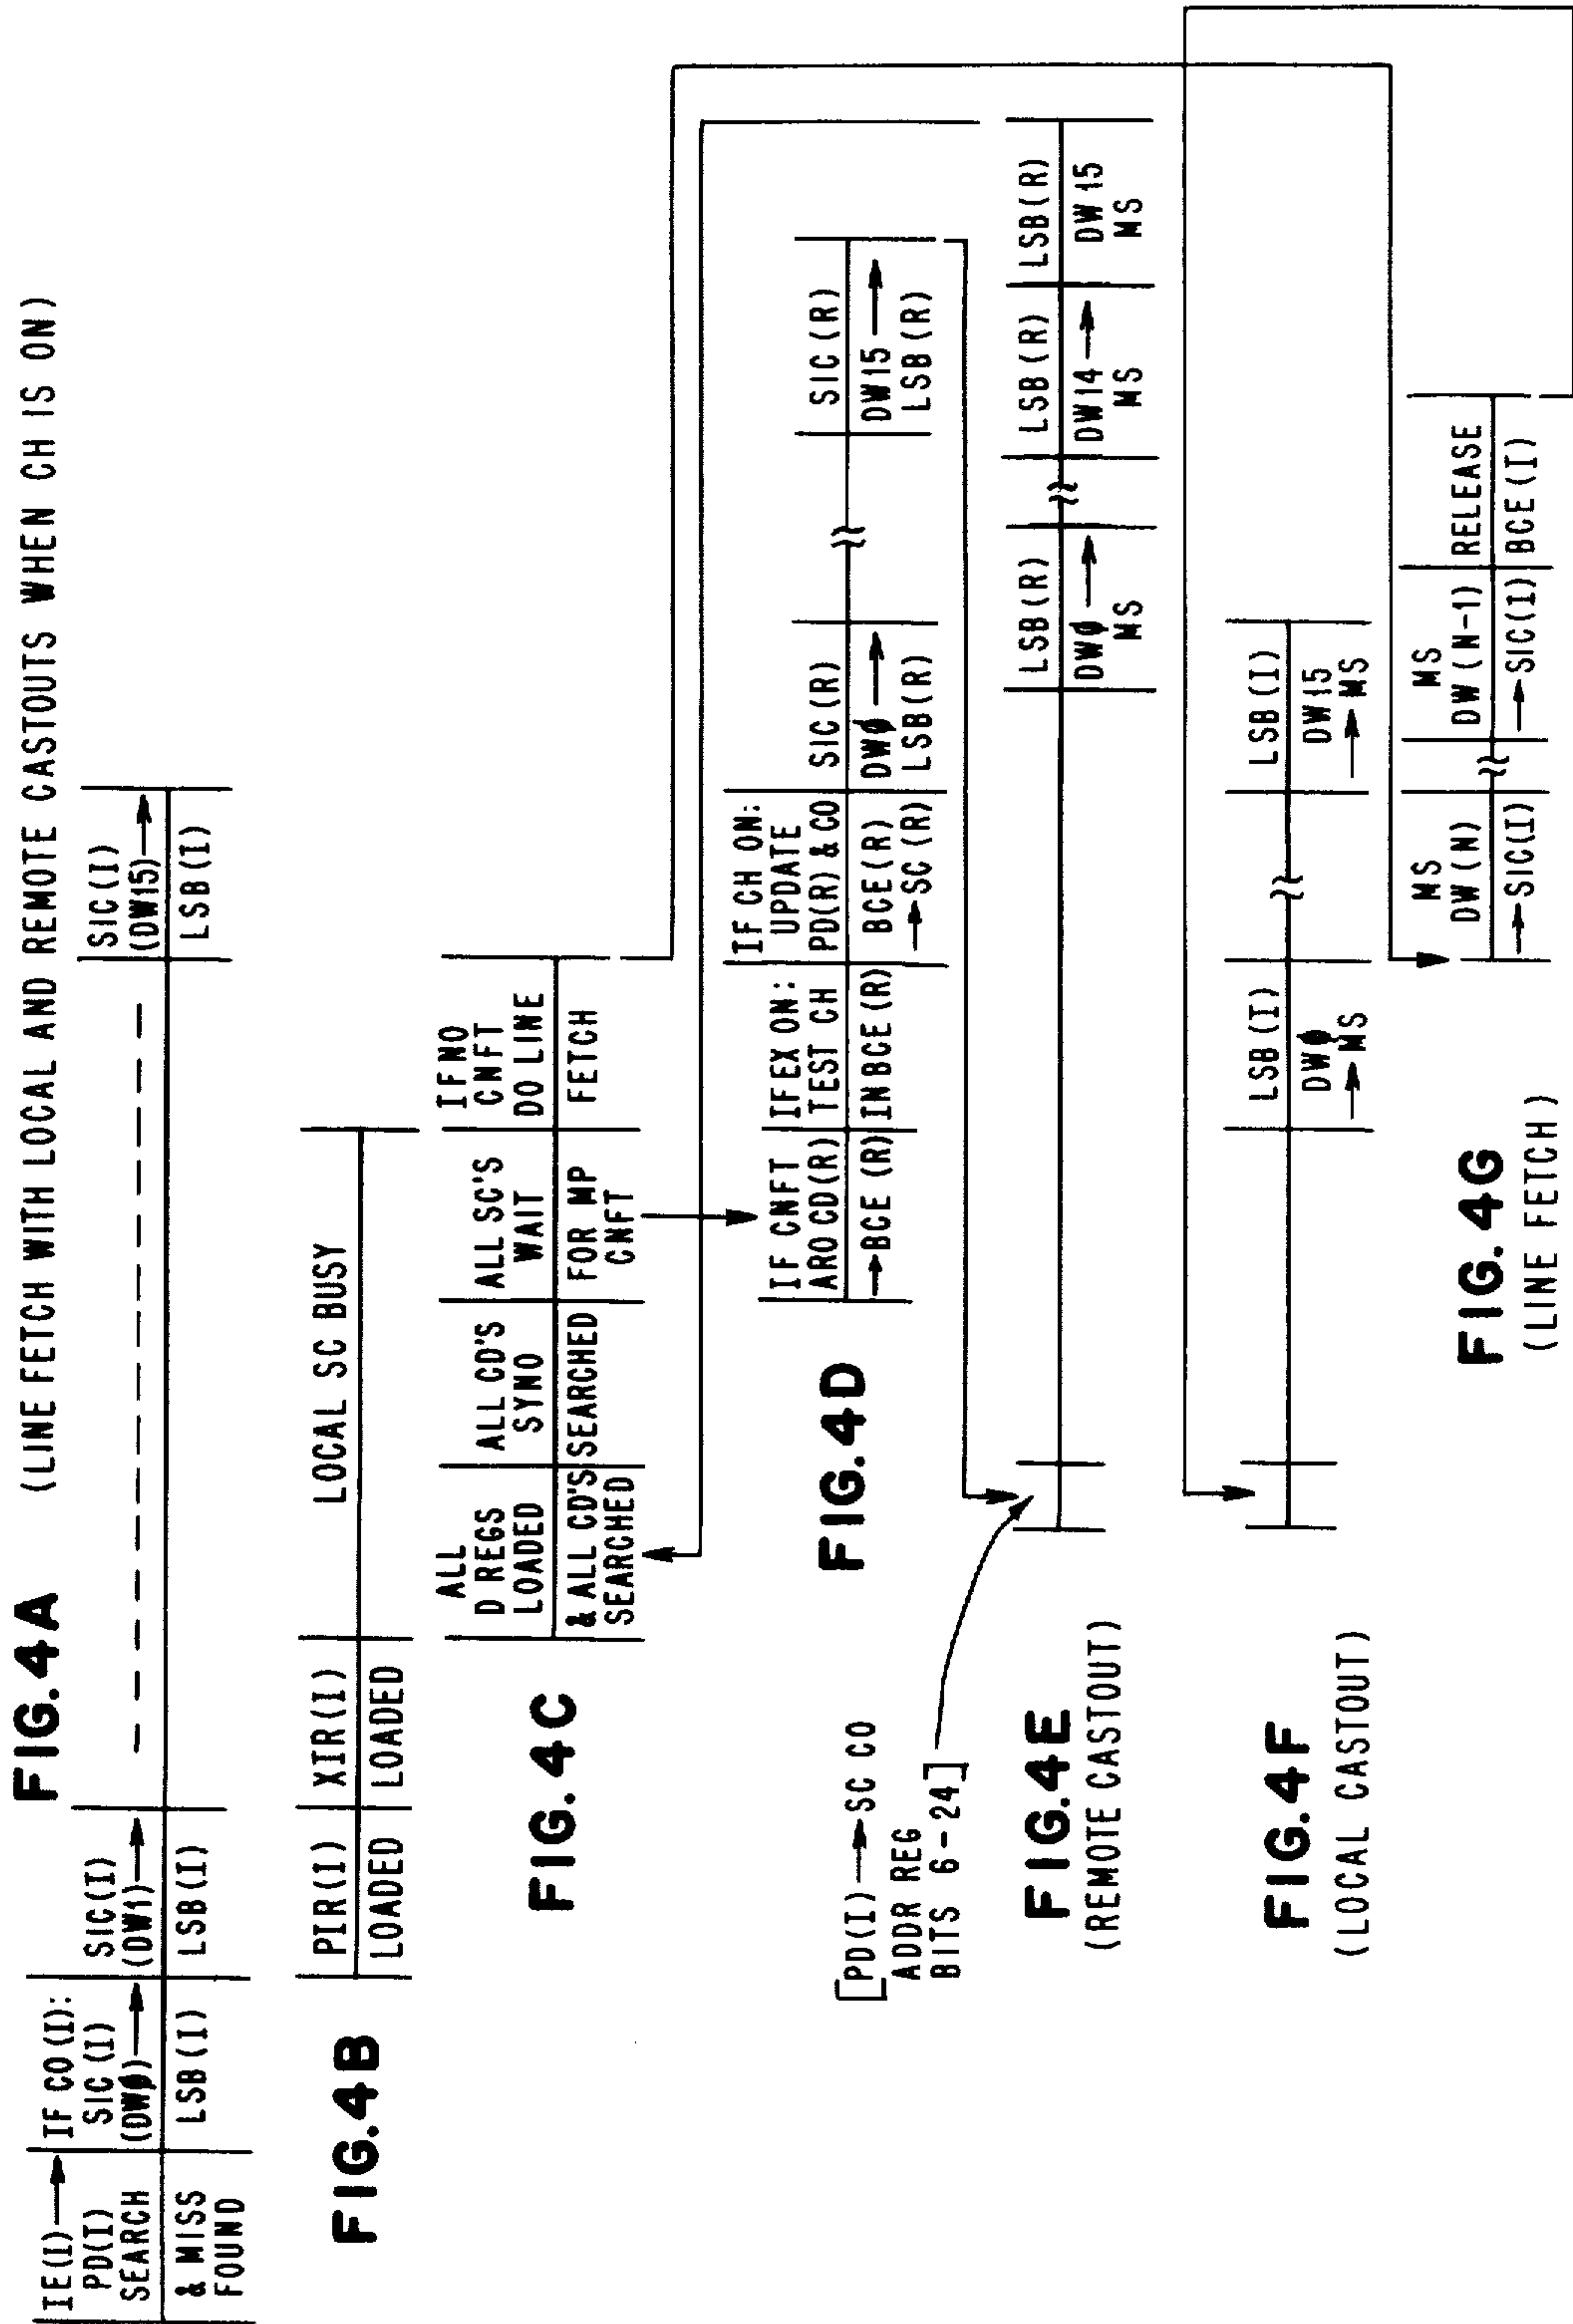 FIG. 4A
(LINE FETCH WITH LOCAL AND REMOTE CASTOUTS WHEN CH IS ON)
IE(I)→
PD(I)
SEARCH
& MISS
FOUND
IF CO(I):
SIC(I)
(DWø)→
LSB(I)
SIC(I)
(DW1)→
LSB(I)
SIC(I)
(DW15)→
LSB(I)
FIG. 4B
PIR(I)
LOADED
XIR(I)
LOADED
LOCAL SC BUSY
FIG. 4C
ALL
D REGS
LOADED
& ALL CD'S
SEARCHED
ALL CD'S
SYNO
SEARCHED
ALL SC'S
WAIT
FOR MP
CNFT
IF NO
CNFT
DO LINE
FETCH
FIG. 4D
IF CNFT
ARO CD(R)
→BCE (R)
IF EX ON:
TEST CH
IN BCE (R)
IF CH ON:
UPDATE
PD(R) & CO
BCE(R)
→SC (R)
SIC (R)
DWø→
LSB(R)
SIC (R)
DW15→
LSB(R)
[PD(I)→SC CO
ADDR REG
BITS 6-24]
FIG. 4E
(REMOTE CASTOUT)
LSB(R)
DWø→
MS
LSB(R)
DW14→
MS
LSB(R)
DW15
MS
FIG. 4F
(LOCAL CASTOUT)
LSB(I)
DWø
→MS
LSB(I)
DW15
→MS
FIG. 4G
(LINE FETCH)
MS
DW(N)
→SIC(I)
MS
DW(N-1)
→SIC(I)
RELEASE
BCE(I)